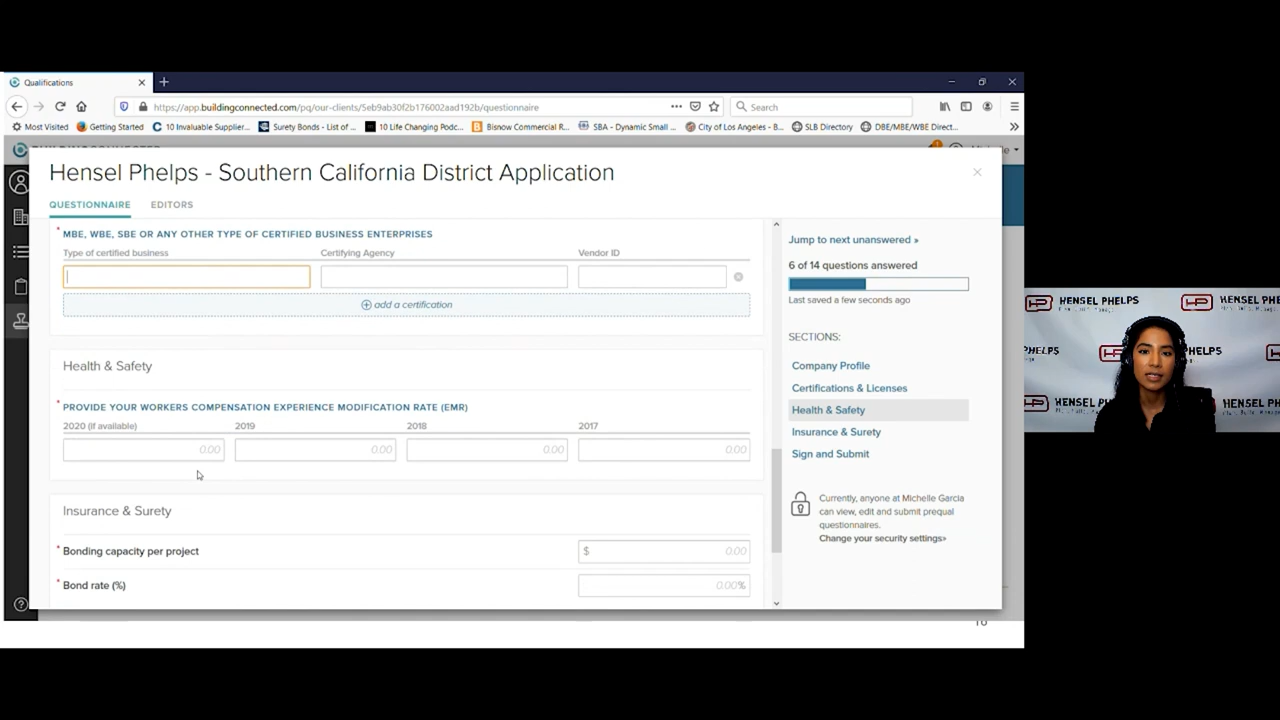 Qualifications
https://app.buildingconnected.com/pq/our-clients/5eb9ab30f2b176002aad192b/questionnaire
Search
Most Visited
Getting Started
10 Invaluable Supplier...
Surety Bonds - List of ...
10 Life Changing Podc...
Bisnow Commercial R...
SBA - Dynamic Small ...
City of Los Angeles - B...
SLB Directory
DBE/MBE/WBE Direct...
Hensel Phelps - Southern California District Application
QUESTIONNAIRE
EDITORS
* MBE, WBE, SBE OR ANY OTHER TYPE OF CERTIFIED BUSINESS ENTERPRISES
Type of certified business
Certifying Agency
Vendor ID
add a certification
Health & Safety
* PROVIDE YOUR WORKERS COMPENSATION EXPERIENCE MODIFICATION RATE (EMR)
2020 (if available)
2019
2018
2017
0.00
0.00
0.00
0.00
Insurance & Surety
* Bonding capacity per project
$ 0.00
* Bond rate (%)
0.00%
Jump to next unanswered »
6 of 14 questions answered
Last saved a few seconds ago
SECTIONS:
Company Profile
Certifications & Licenses
Health & Safety
Insurance & Surety
Sign and Submit
Currently, anyone at Michelle Garcia
can view, edit and submit prequal
questionnaires.
Change your security settings»
HP HENSEL PHELPS
HP HENSEL PHE
PHELPS
PHELPS
HENSEL PH